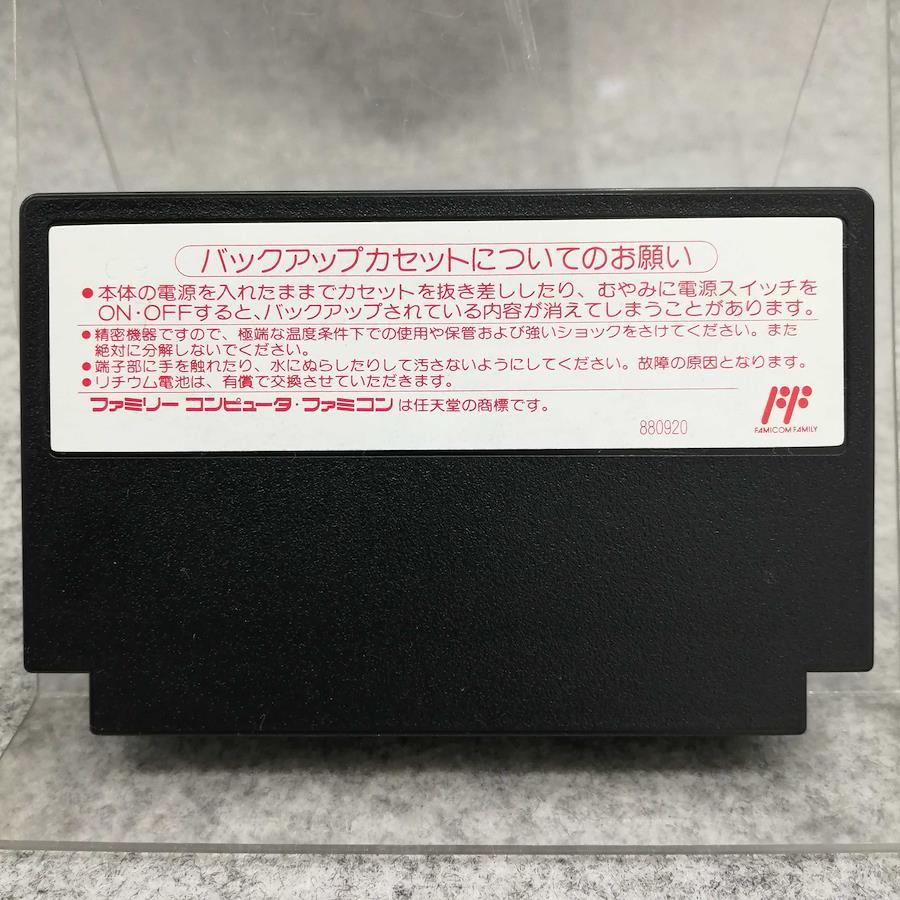 バックアップカセットについてのお願い
●本体の電源を入れたままでカセットを抜き差ししたり、むやみに電源スイッチを
ON・OFFすると、バックアップされている内容が消えてしまうことがあります。
●精密機器ですので、極端な温度条件下での使用や保管および強いショックをさけてください。また
絶対に分解しないでください。
●端子部に手を触れたり、水にぬらしたりして汚さないようにしてください。故障の原因となります。
●リチウム電池は、有償で交換させていただきます。
ファミリー コンピュータ・ファミコン は任天堂の商標です。
880920
FAMICOM FAMILY